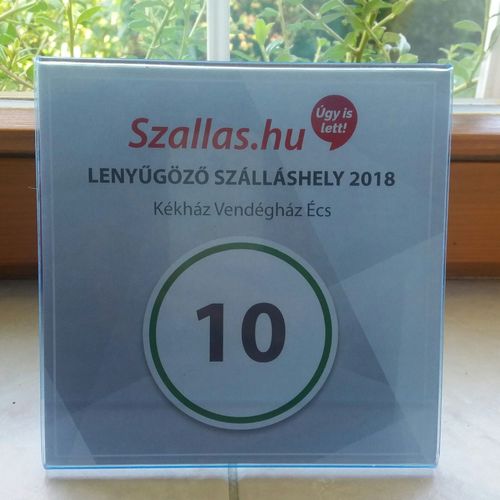 Szallas.hu
Úgy is
lett!
LENYŰGÖZŐ SZÁLLÁSHELY 2018
Kékház Vendégház Écs
10